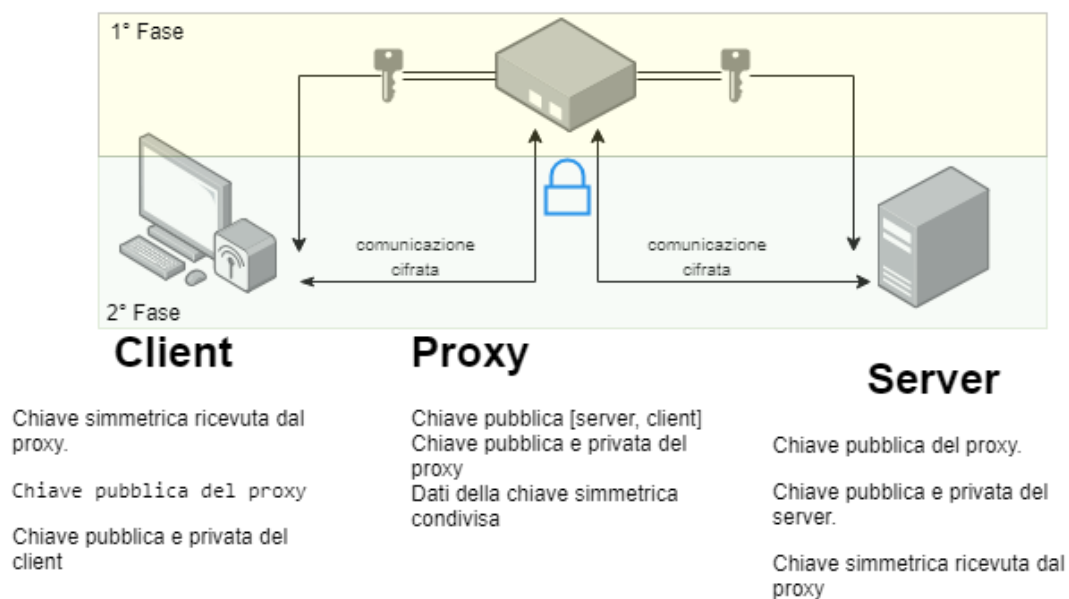 1° Fase
comunicazione
cifrata
comunicazione
cifrata
2° Fase
Client
Chiave simmetrica ricevuta dal
proxy.
Chiave pubblica del proxy
Chiave pubblica e privata del
client
Proxy
Chiave pubblica [server, client]
Chiave pubblica e privata del
proxy
Dati della chiave simmetrica
condivisa
Server
Chiave pubblica del proxy.
Chiave pubblica e privata del
server.
Chiave simmetrica ricevuta dal
proxy